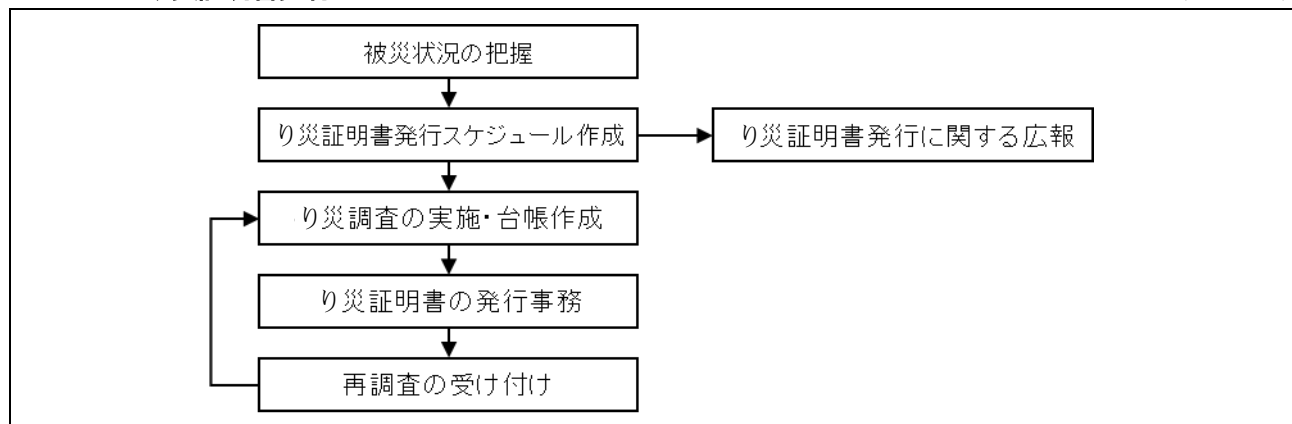 被災状況の把握
り災証明書発行スケジュール作成
り災証明書発行に関する広報
り災調査の実施・台帳作成
り災証明書の発行事務
再調査の受け付け